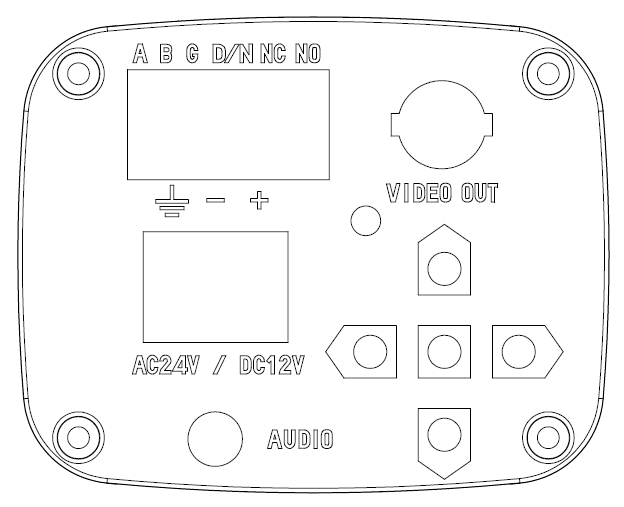 A B G D/N NC NO
⏚ − +
VIDEO OUT
AC24V / DC12V
AUDIO